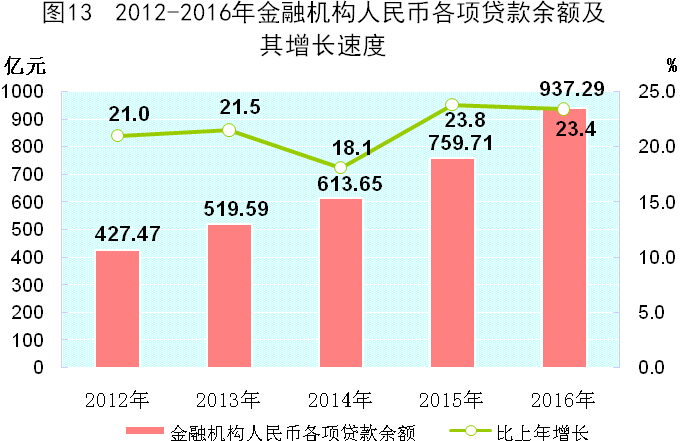 图13　2012-2016年金融机构人民币各项贷款余额及
其增长速度
亿元 %
1000 937.29 25.0
900 21.0 21.5 23.8 23.4
800 18.1 759.71 20.0
700 613.65
600 519.59 15.0
500 427.47
400 10.0
300
200 5.0
100
0 0.0
2012年 2013年 2014年 2015年 2016年
金融机构人民币各项贷款余额 比上年增长